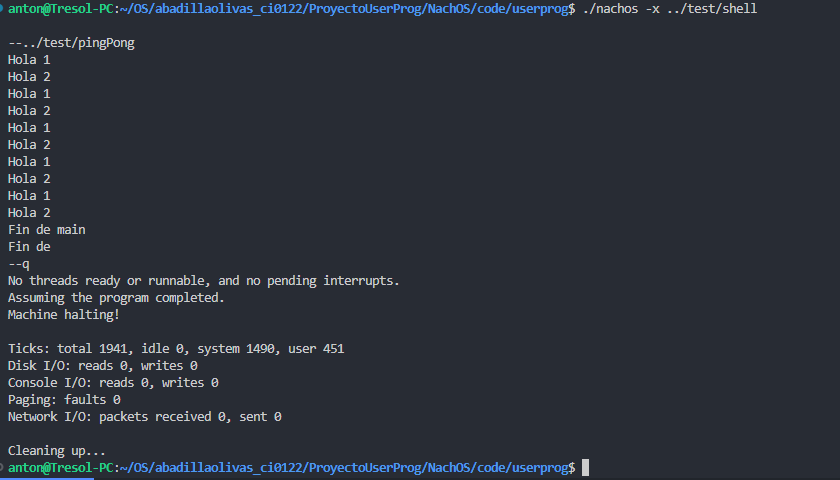 anton@Tresol-PC:~/OS/abadillaolivas_ci0122/ProyectoUserProg/NachOS/code/userprog$ ./nachos -x ../test/shell
--../test/pingPong
Hola 1
Hola 2
Hola 1
Hola 2
Hola 1
Hola 2
Hola 1
Hola 2
Hola 1
Hola 2
Fin de main
Fin de
--q
No threads ready or runnable, and no pending interrupts.
Assuming the program completed.
Machine halting!
Ticks: total 1941, idle 0, system 1490, user 451
Disk I/O: reads 0, writes 0
Console I/O: reads 0, writes 0
Paging: faults 0
Network I/O: packets received 0, sent 0
Cleaning up...
anton@Tresol-PC:~/OS/abadillaolivas_ci0122/ProyectoUserProg/NachOS/code/userprog$